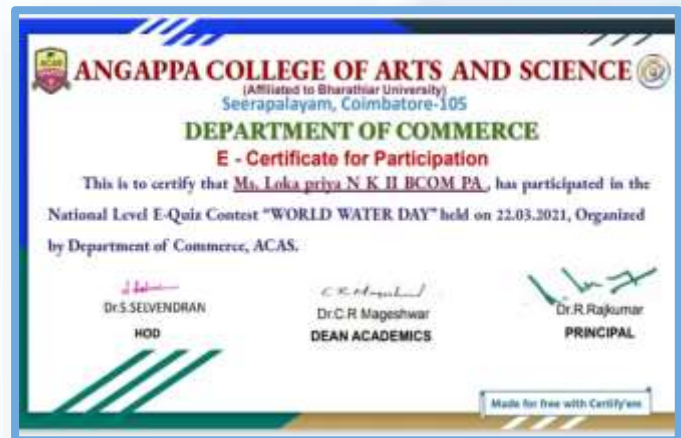 ACAS
ANGAPPA COLLEGE OF ARTS AND SCIENCE
(Affiliated to Bharathiar University)
Seerapalayam, Coimbatore-105
DEPARTMENT OF COMMERCE
E - Certificate for Participation
This is to certify that Ms. Loka priya N K II BCOM PA , has participated in the
National Level E-Quiz Contest "WORLD WATER DAY" held on 22.03.2021, Organized
by Department of Commerce, ACAS.
Dr.S.SELVENDRAN
HOD
C R Mageshwar
Dr.C.R Mageshwar
DEAN ACADEMICS
Dr.R.Rajkumar
PRINCIPAL
Made for free with Certify'em